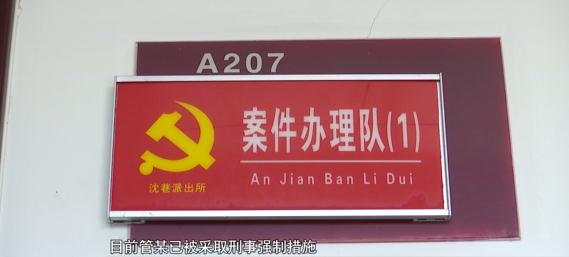 A207
案件办理队(1)
An Jian Ban Li Dui
沈巷派出所
目前管某已被采取刑事强制措施